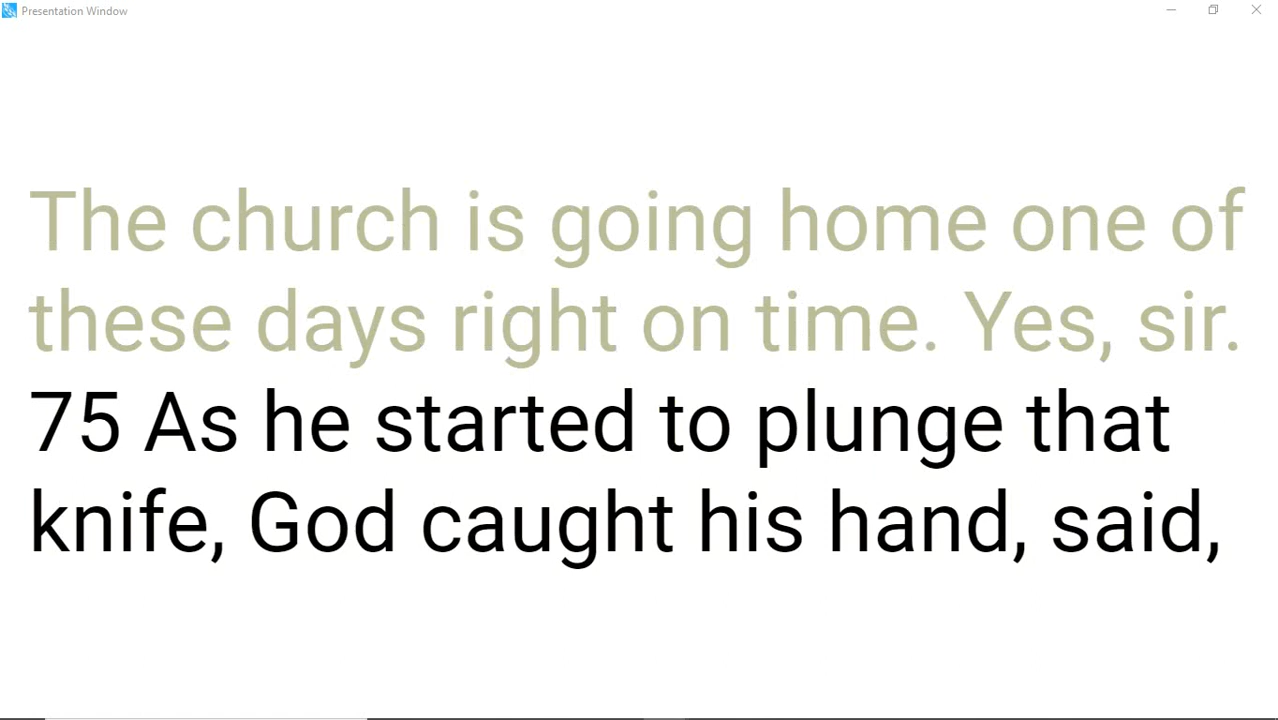 Presentation Window
The church is going home one of
these days right on time. Yes, sir.
75 As he started to plunge that
knife, God caught his hand, said,